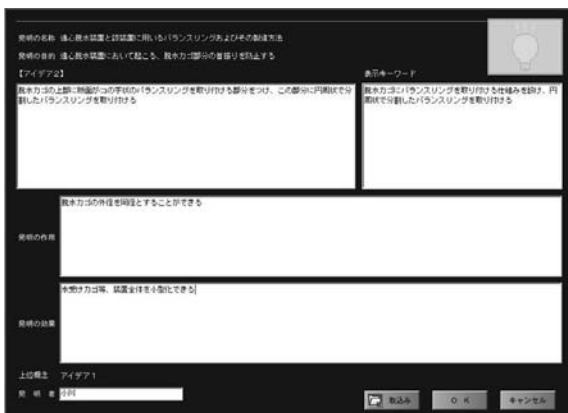 発明の名称 遠心脱水装置と該装置に用いるバランスリングおよびその製造方法
発明の目的 遠心脱水装置において起こる、脱水カゴ部分の首振りを防止する
【アイデア2】
表示キーワード
脱水カゴの上部に断面がコの字状のバランスリングを取り付ける部分をつけ、この部分に円周状で分
割したバランスリングを取り付ける
脱水カゴにバランスリングを取り付ける仕組みを設け、円
周状で分割したバランスリングを取り付ける
発明の作用
脱水カゴの外径を同径とすることができる
発明の効果
水受けカゴ等、装置全体を小型化できる
上位概念 アイデア1
発 明 者 小阿
取込み
O K
キャンセル